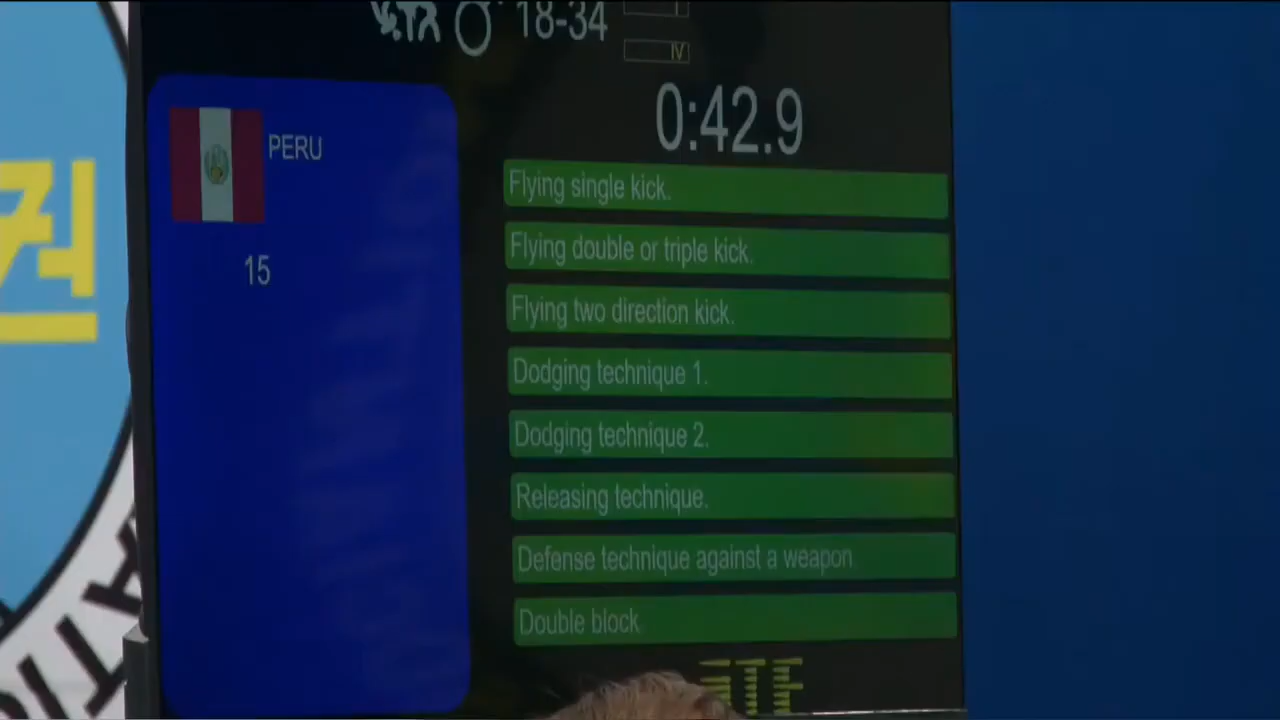 18-34
IV
0:42.9
PERU
15
Flying single kick.
Flying double or triple kick.
Flying two direction kick.
Dodging technique 1.
Dodging technique 2.
Releasing technique.
Defense technique against a weapon
Double block.
ITF